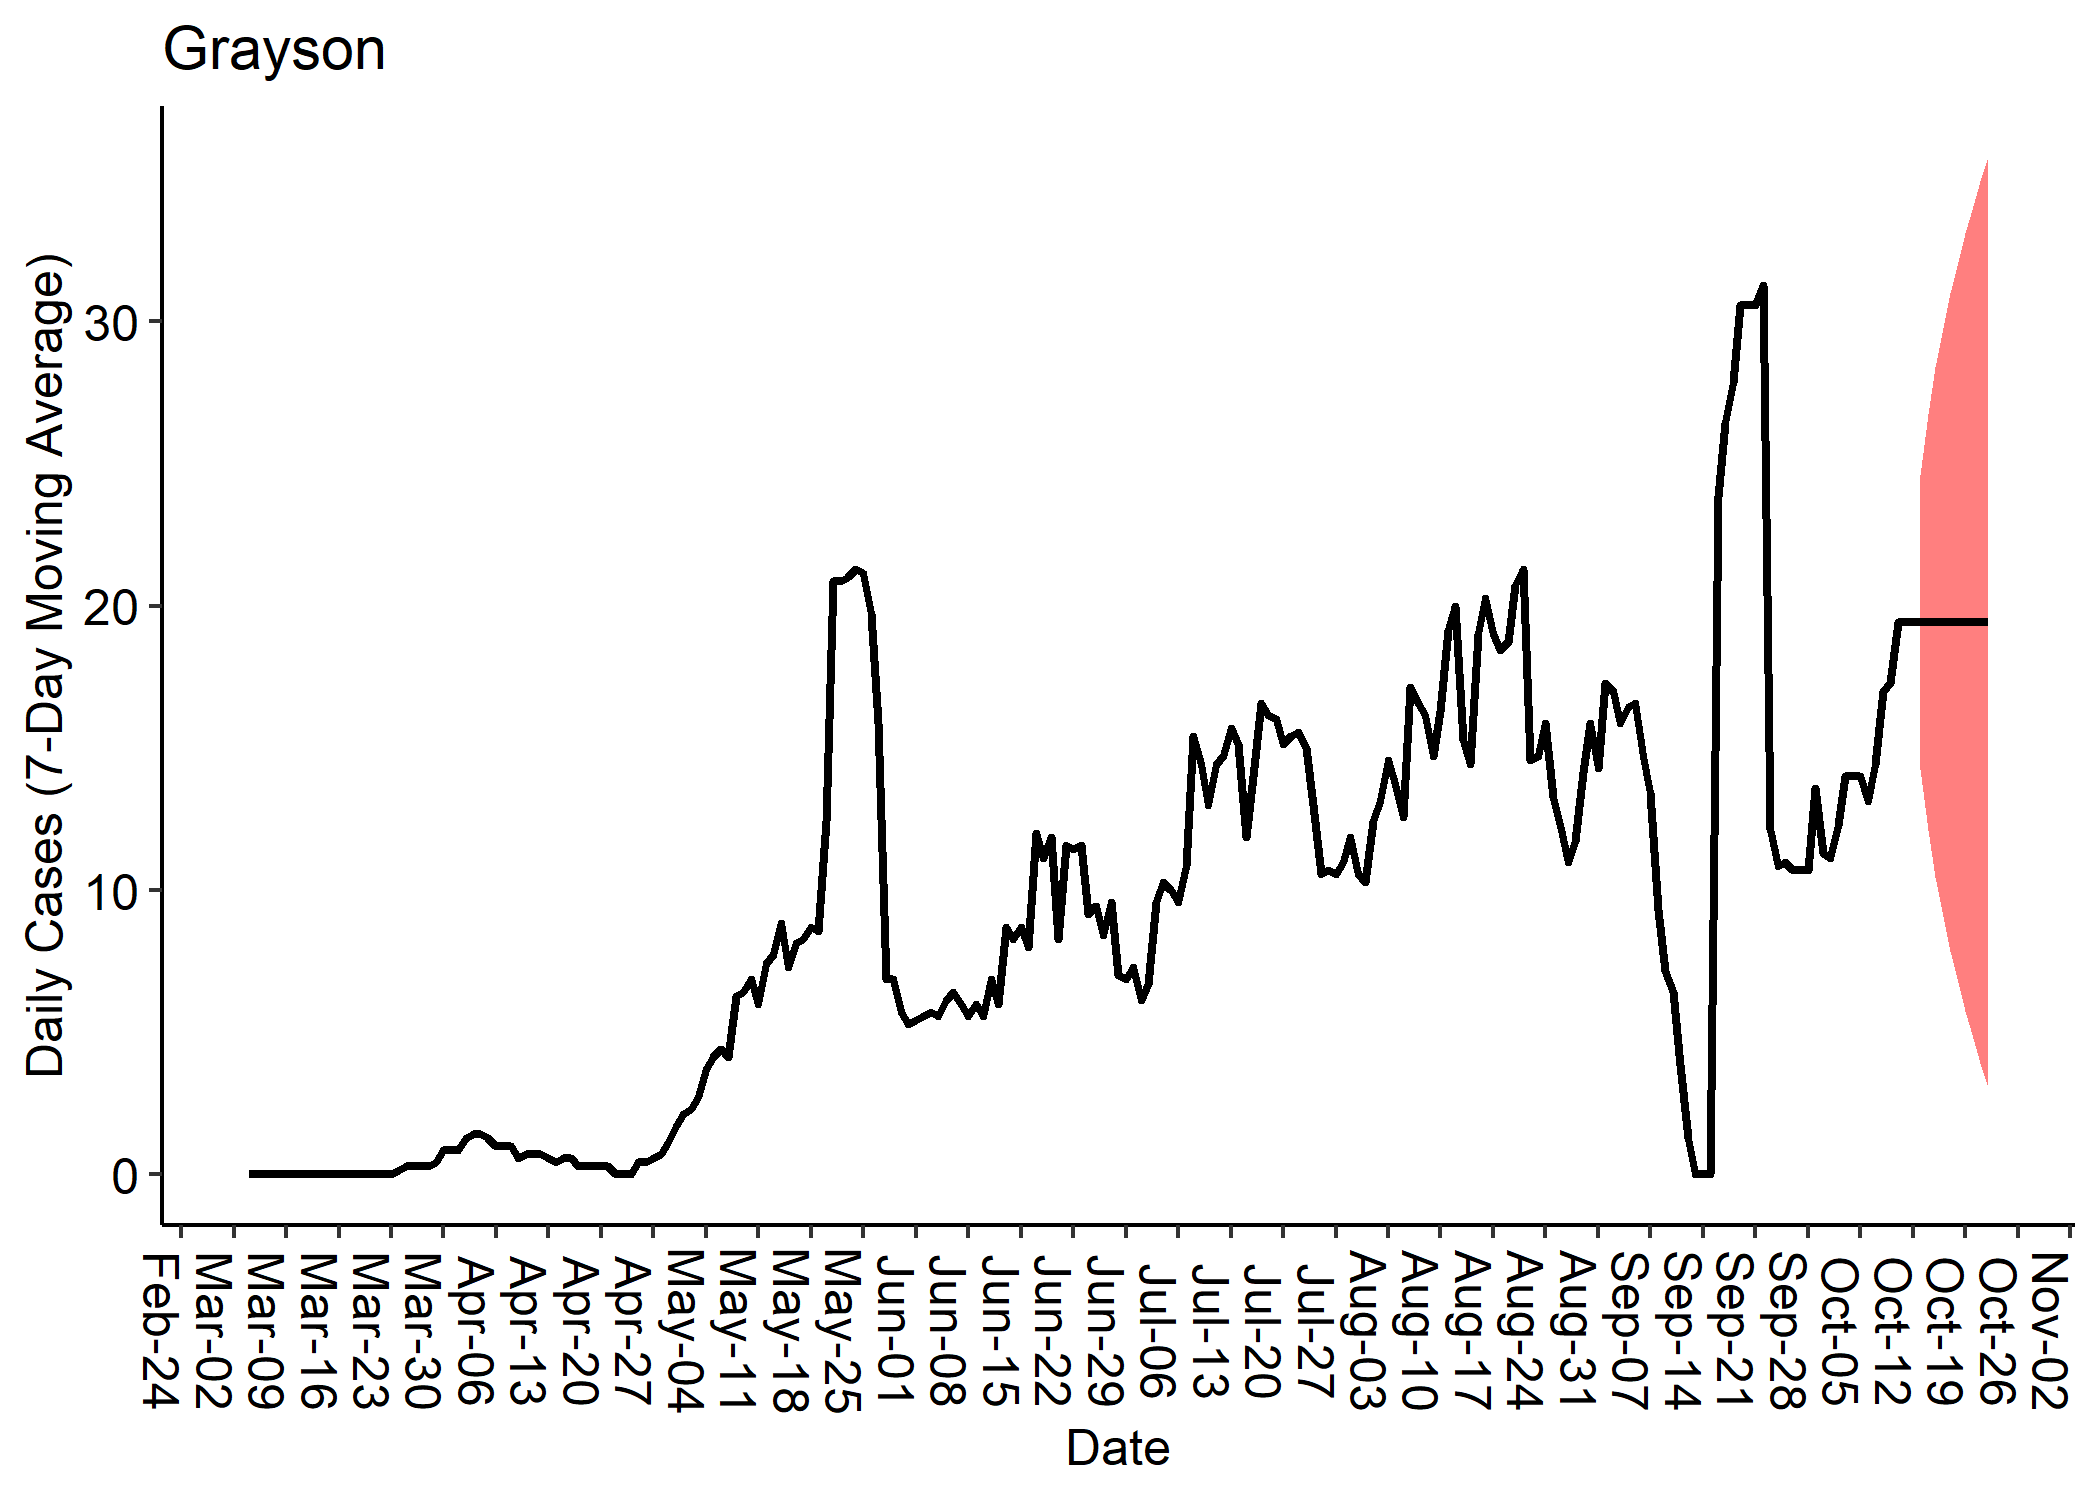 Grayson
Daily Cases (7-Day Moving Average)
30
20
10
0
Feb-24
Mar-02
Mar-09
Mar-16
Mar-23
Mar-30
Apr-06
Apr-13
Apr-20
Apr-27
May-04
May-11
May-18
May-25
Jun-01
Jun-08
Jun-15
Jun-22
Jun-29
Jul-06
Jul-13
Jul-20
Jul-27
Aug-03
Aug-10
Aug-17
Aug-24
Aug-31
Sep-07
Sep-14
Sep-21
Sep-28
Oct-05
Oct-12
Oct-19
Oct-26
Nov-02
Date